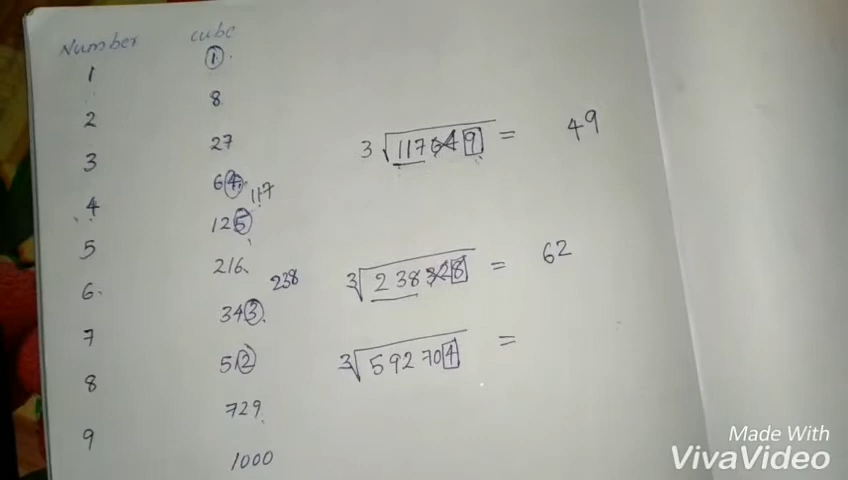 Number cube
1 1
2 8
3 27
4 64
117
5 125
6 216
238
7 343
8 512
9 729
1000
3√117649 = 49
3√238328 = 62
3√592704 =
Made With
VivaVideo